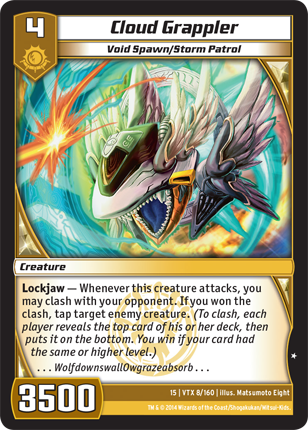 4
Cloud Grappler
Void Spawn/Storm Patrol
Creature
Lockjaw — Whenever this creature attacks, you
may clash with your opponent. If you won the
clash, tap target enemy creature. (To clash, each
player reveals the top card of his or her deck, then
puts it on the bottom. You win if your card had
the same or higher level.)
. . . WolfdownswallOwgrazeabsorb . . .
3500
15 | VTX 8/160 | Illus. Matsumoto Eight
TM & © 2014 Wizards of the Coast/Shogakukan/Mitsui-Kids.